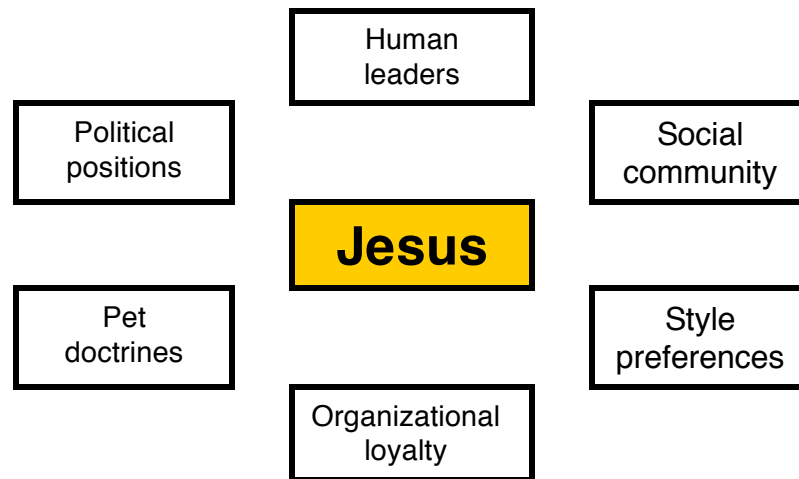 Human
leaders
Political
positions
Social
community
Jesus
Pet
doctrines
Style
preferences
Organizational
loyalty